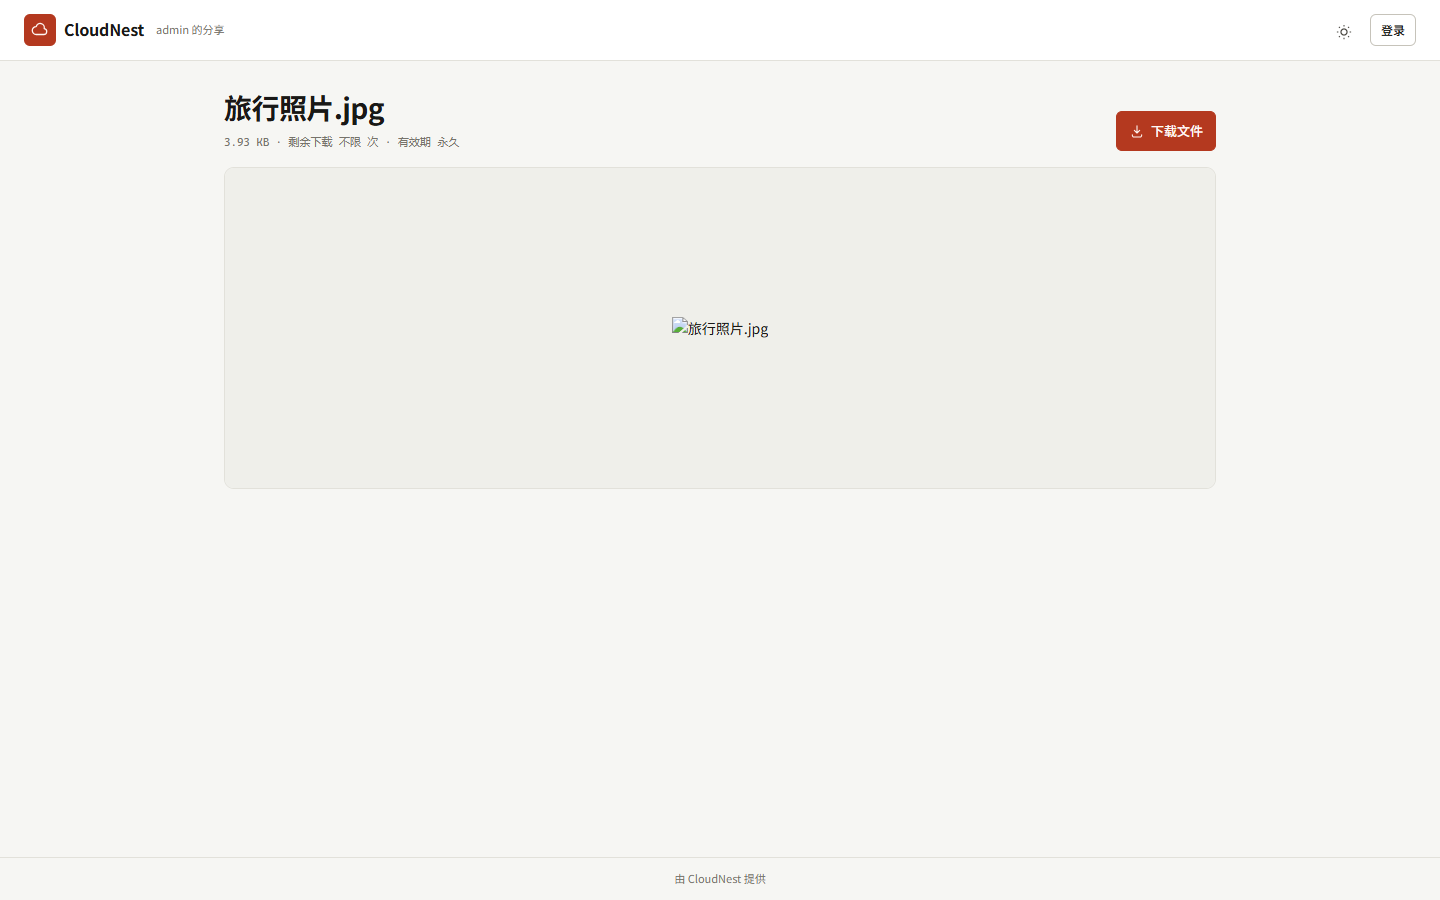 CloudNest admin 的分享
登录
旅行照片.jpg
3.93 KB · 剩余下载 不限 次 · 有效期 永久
下载文件
旅行照片.jpg
由 CloudNest 提供